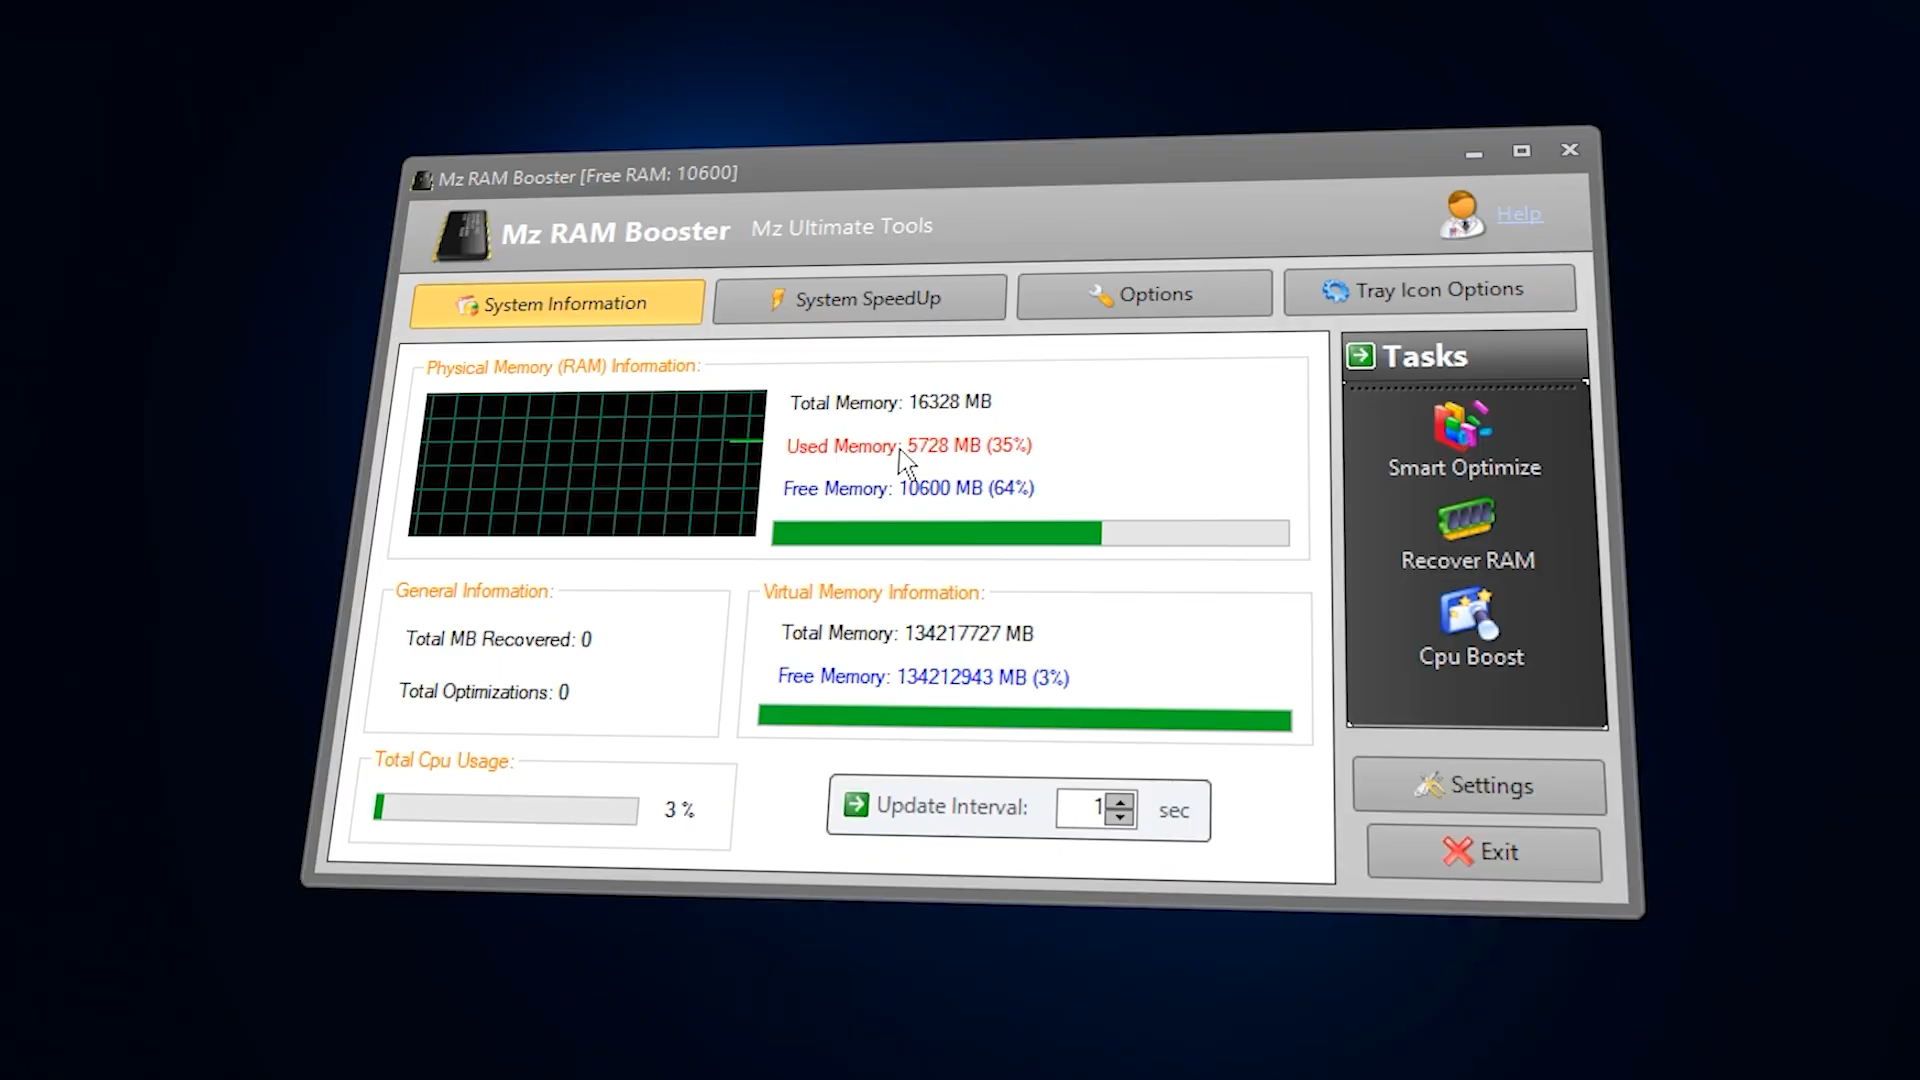 Mz RAM Booster [Free RAM: 10600]
Mz RAM Booster Mz Ultimate Tools
Help
System Information
System SpeedUp
Options
Tray Icon Options
Physical Memory (RAM) Information:
Total Memory: 16328 MB
Used Memory: 5728 MB (35%)
Free Memory: 10600 MB (64%)
General Information:
Total MB Recovered: 0
Total Optimizations: 0
Virtual Memory Information:
Total Memory: 134217727 MB
Free Memory: 134212943 MB (3%)
Total Cpu Usage:
3 %
Update Interval: 1 sec
Tasks
Smart Optimize
Recover RAM
Cpu Boost
Settings
Exit